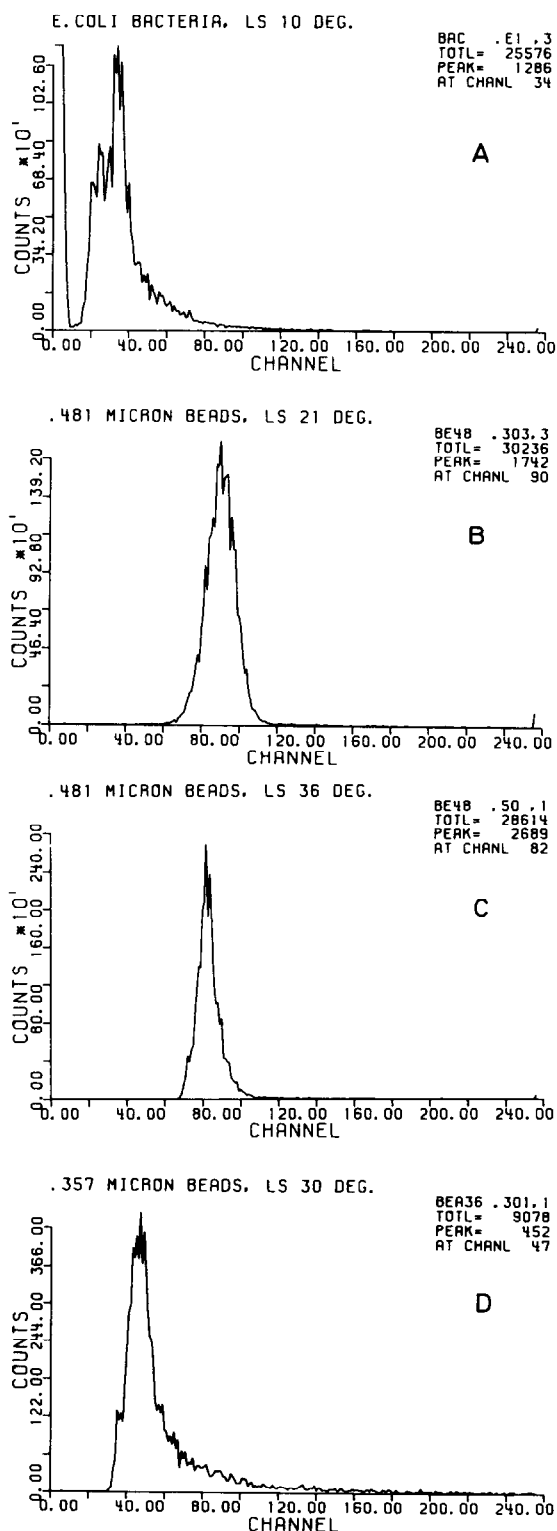 E.COLI BACTERIA, LS 10 DEG.
BAC .E1 .3
TOTL= 25576
PEAK= 1286
AT CHANL 34
A
COUNTS *10'
0.00 34.20 68.40 102.60
0.00 40.00 80.00 120.00 160.00 200.00 240.00
CHANNEL
.481 MICRON BEADS, LS 21 DEG.
BE48 .303.3
TOTL= 30236
PEAK= 1742
AT CHANL 90
B
COUNTS *10'
0.00 46.40 92.80 139.20
0.00 40.00 80.00 120.00 160.00 200.00 240.00
CHANNEL
.481 MICRON BEADS, LS 36 DEG.
BE48 .50 .1
TOTL= 28614
PEAK= 2689
AT CHANL 82
C
COUNTS *10'
0.00 80.00 160.00 240.00
0.00 40.00 80.00 120.00 160.00 200.00 240.00
CHANNEL
.357 MICRON BEADS, LS 30 DEG.
BEA36 .301.1
TOTL= 9078
PEAK= 452
AT CHANL 47
D
COUNTS
0.00 122.00 244.00 366.00
0.00 40.00 80.00 120.00 160.00 200.00 240.00
CHANNEL